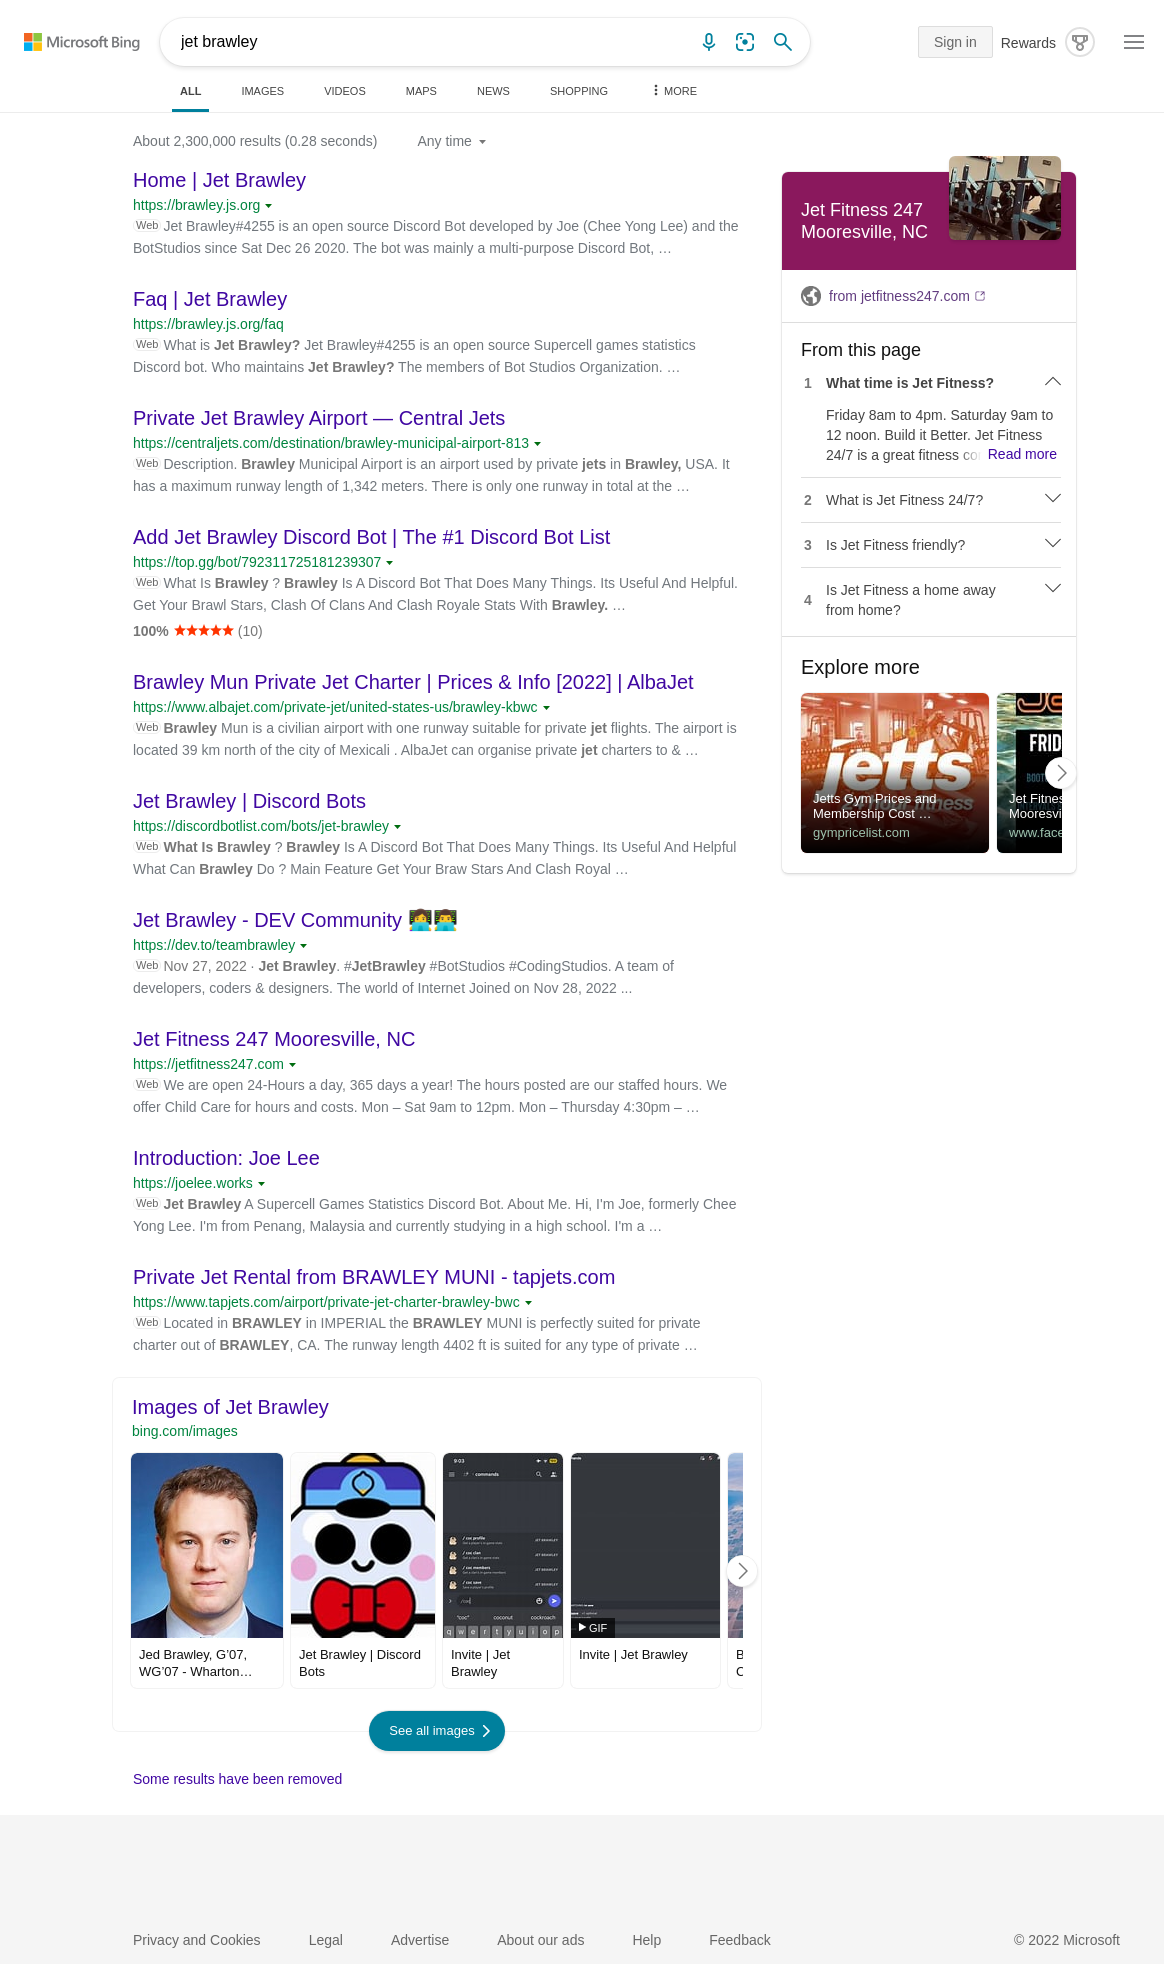 Microsoft Bing
jet brawley
Sign in
Rewards
ALL
IMAGES
VIDEOS
MAPS
NEWS
SHOPPING
MORE
About 2,300,000 results (0.28 seconds)
Any time
Home | Jet Brawley
https://brawley.js.org
Web Jet Brawley#4255 is an open source Discord Bot developed by Joe (Chee Yong Lee) and the
BotStudios since Sat Dec 26 2020. The bot was mainly a multi-purpose Discord Bot, …
Faq | Jet Brawley
https://brawley.js.org/faq
Web What is Jet Brawley? Jet Brawley#4255 is an open source Supercell games statistics
Discord bot. Who maintains Jet Brawley? The members of Bot Studios Organization. …
Private Jet Brawley Airport — Central Jets
https://centraljets.com/destination/brawley-municipal-airport-813
Web Description. Brawley Municipal Airport is an airport used by private jets in Brawley, USA. It
has a maximum runway length of 1,342 meters. There is only one runway in total at the …
Add Jet Brawley Discord Bot | The #1 Discord Bot List
https://top.gg/bot/792311725181239307
Web What Is Brawley ? Brawley Is A Discord Bot That Does Many Things. Its Useful And Helpful.
Get Your Brawl Stars, Clash Of Clans And Clash Royale Stats With Brawley. …
100% ★★★★★ (10)
Brawley Mun Private Jet Charter | Prices & Info [2022] | AlbaJet
https://www.albajet.com/private-jet/united-states-us/brawley-kbwc
Web Brawley Mun is a civilian airport with one runway suitable for private jet flights. The airport is
located 39 km north of the city of Mexicali . AlbaJet can organise private jet charters to & …
Jet Brawley | Discord Bots
https://discordbotlist.com/bots/jet-brawley
Web What Is Brawley ? Brawley Is A Discord Bot That Does Many Things. Its Useful And Helpful
What Can Brawley Do ? Main Feature Get Your Braw Stars And Clash Royal …
Jet Brawley - DEV Community 👩‍💻👨‍💻
https://dev.to/teambrawley
Web Nov 27, 2022 · Jet Brawley. #JetBrawley #BotStudios #CodingStudios. A team of
developers, coders & designers. The world of Internet Joined on Nov 28, 2022 ...
Jet Fitness 247 Mooresville, NC
https://jetfitness247.com
Web We are open 24-Hours a day, 365 days a year! The hours posted are our staffed hours. We
offer Child Care for hours and costs. Mon – Sat 9am to 12pm. Mon – Thursday 4:30pm – …
Introduction: Joe Lee
https://joelee.works
Web Jet Brawley A Supercell Games Statistics Discord Bot. About Me. Hi, I'm Joe, formerly Chee
Yong Lee. I'm from Penang, Malaysia and currently studying in a high school. I'm a …
Private Jet Rental from BRAWLEY MUNI - tapjets.com
https://www.tapjets.com/airport/private-jet-charter-brawley-bwc
Web Located in BRAWLEY in IMPERIAL the BRAWLEY MUNI is perfectly suited for private
charter out of BRAWLEY, CA. The runway length 4402 ft is suited for any type of private …
Images of Jet Brawley
bing.com/images
9:03
commands
/ coc profile
JET BRAWLEY
/ coc clan
JET BRAWLEY
/ coc members
JET BRAWLEY
/ coc save
JET BRAWLEY
"coc" coconut cockroach
q w e r t y u i o p
GIF
Jed Brawley, G'07,
WG'07 - Wharton…
Jet Brawley | Discord
Bots
Invite | Jet
Brawley
Invite | Jet Brawley
See all images
Some results have been removed
Jet Fitness 247
Mooresville, NC
from jetfitness247.com
From this page
1 What time is Jet Fitness?
Friday 8am to 4pm. Saturday 9am to
12 noon. Build it Better. Jet Fitness
24/7 is a great fitness co Read more
2 What is Jet Fitness 24/7?
3 Is Jet Fitness friendly?
4 Is Jet Fitness a home away
from home?
Explore more
jetts
24 hour fitness
Jetts Gym Prices and
Membership Cost …
gympricelist.com
FRID
BOOT
Jet Fitnes
Mooresvi
www.face
Privacy and Cookies
Legal
Advertise
About our ads
Help
Feedback
© 2022 Microsoft